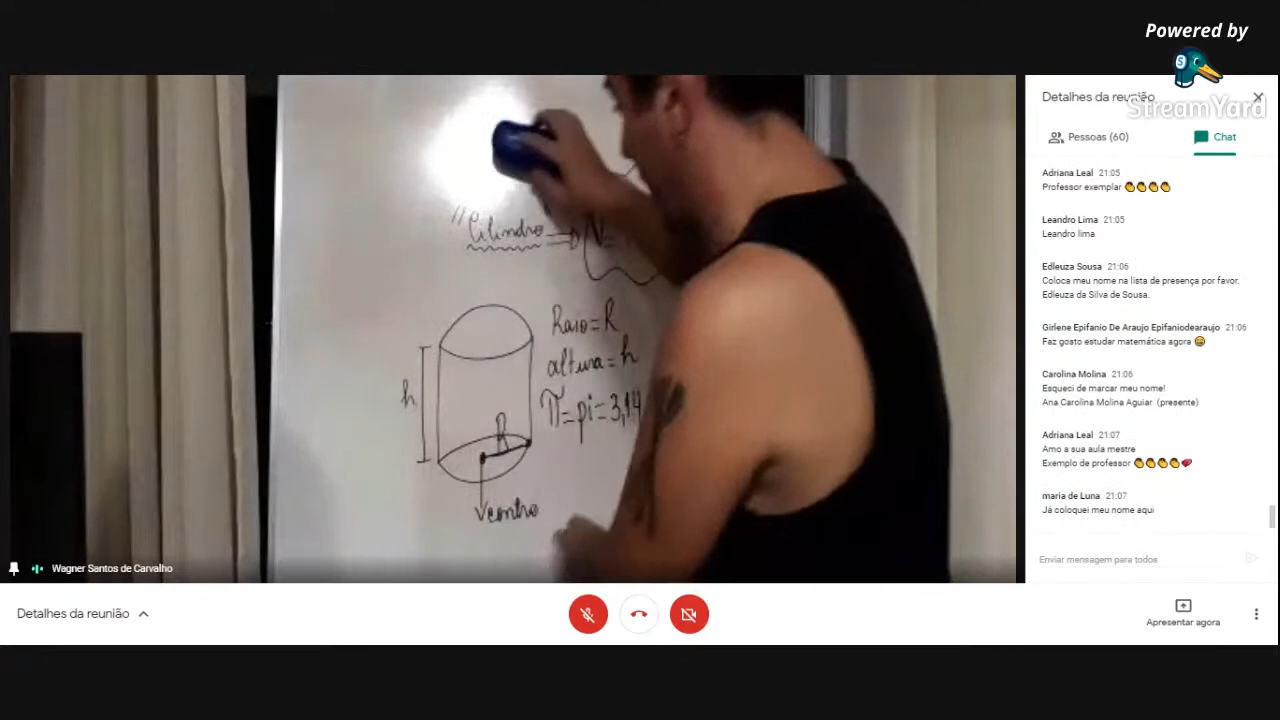 Powered by
StreamYard
"Cilindro => V=
Raio = R
altura = h
π = pi = 3,14
h
R
centro
Wagner Santos de Carvalho
Detalhes da reunião
Pessoas (60)
Chat
Adriana Leal 21:05
Professor exemplar 👏👏👏👏
Leandro Lima 21:05
Leandro lima
Edleuza Sousa 21:06
Coloca meu nome na lista de presença por favor.
Edleuza da Silva de Sousa.
Girlene Epifanio De Araujo Epifaniodearaujo 21:06
Faz gosto estudar matemática agora 😄
Carolina Molina 21:06
Esqueci de marcar meu nome!
Ana Carolina Molina Aguiar (presente)
Adriana Leal 21:07
Amo a sua aula mestre
Exemplo de professor 👏👏👏👏💖
maria de Luna 21:07
Já coloquei meu nome aqui
Enviar mensagem para todos
Detalhes da reunião
Apresentar agora